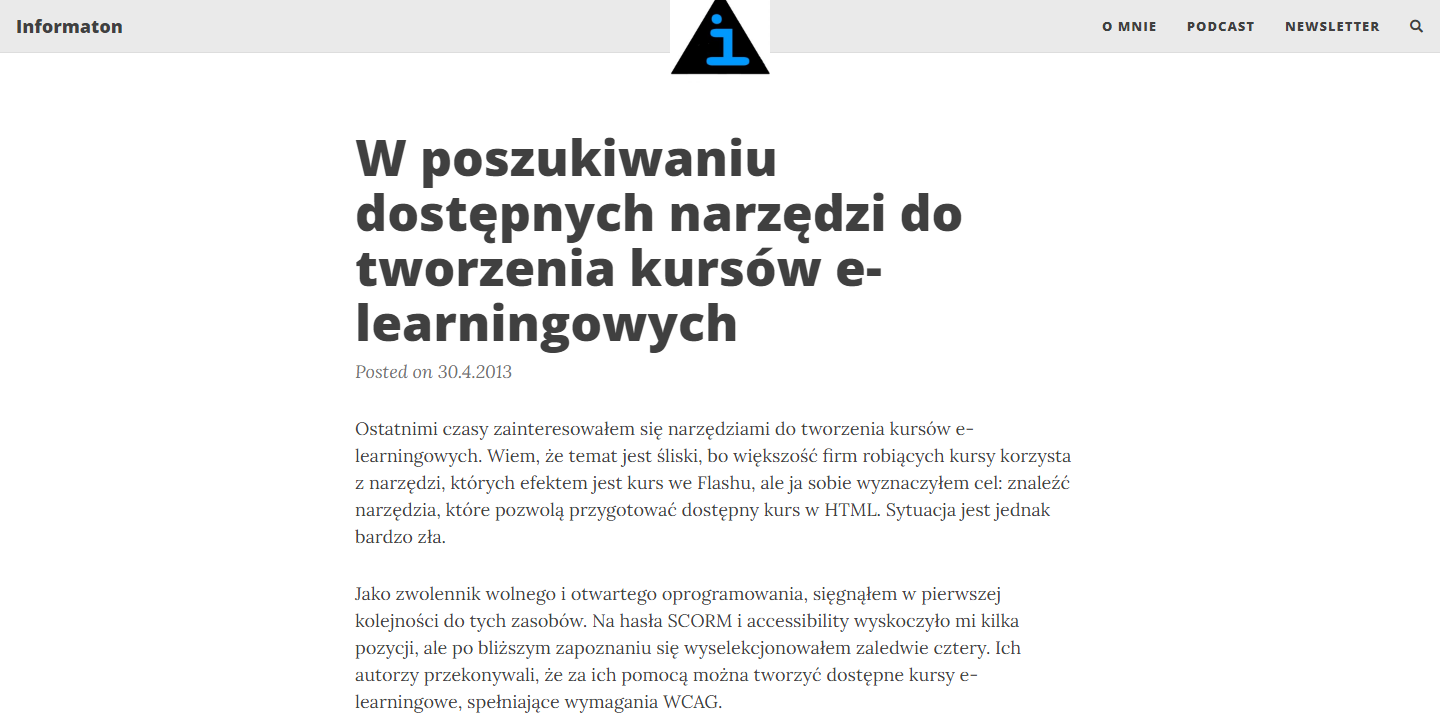 Informaton
i
O MNIE
PODCAST
NEWSLETTER
W poszukiwaniu
dostępnych narzędzi do
tworzenia kursów e-
learningowych
Posted on 30.4.2013
Ostatnimi czasy zainteresowałem się narzędziami do tworzenia kursów e-
learningowych. Wiem, że temat jest śliski, bo większość firm robiących kursy korzysta
z narzędzi, których efektem jest kurs we Flashu, ale ja sobie wyznaczyłem cel: znaleźć
narzędzia, które pozwolą przygotować dostępny kurs w HTML. Sytuacja jest jednak
bardzo zła.
Jako zwolennik wolnego i otwartego oprogramowania, sięgnąłem w pierwszej
kolejności do tych zasobów. Na hasła SCORM i accessibility wyskoczyło mi kilka
pozycji, ale po bliższym zapoznaniu się wyselekcjonowałem zaledwie cztery. Ich
autorzy przekonywali, że za ich pomocą można tworzyć dostępne kursy e-
learningowe, spełniające wymagania WCAG.